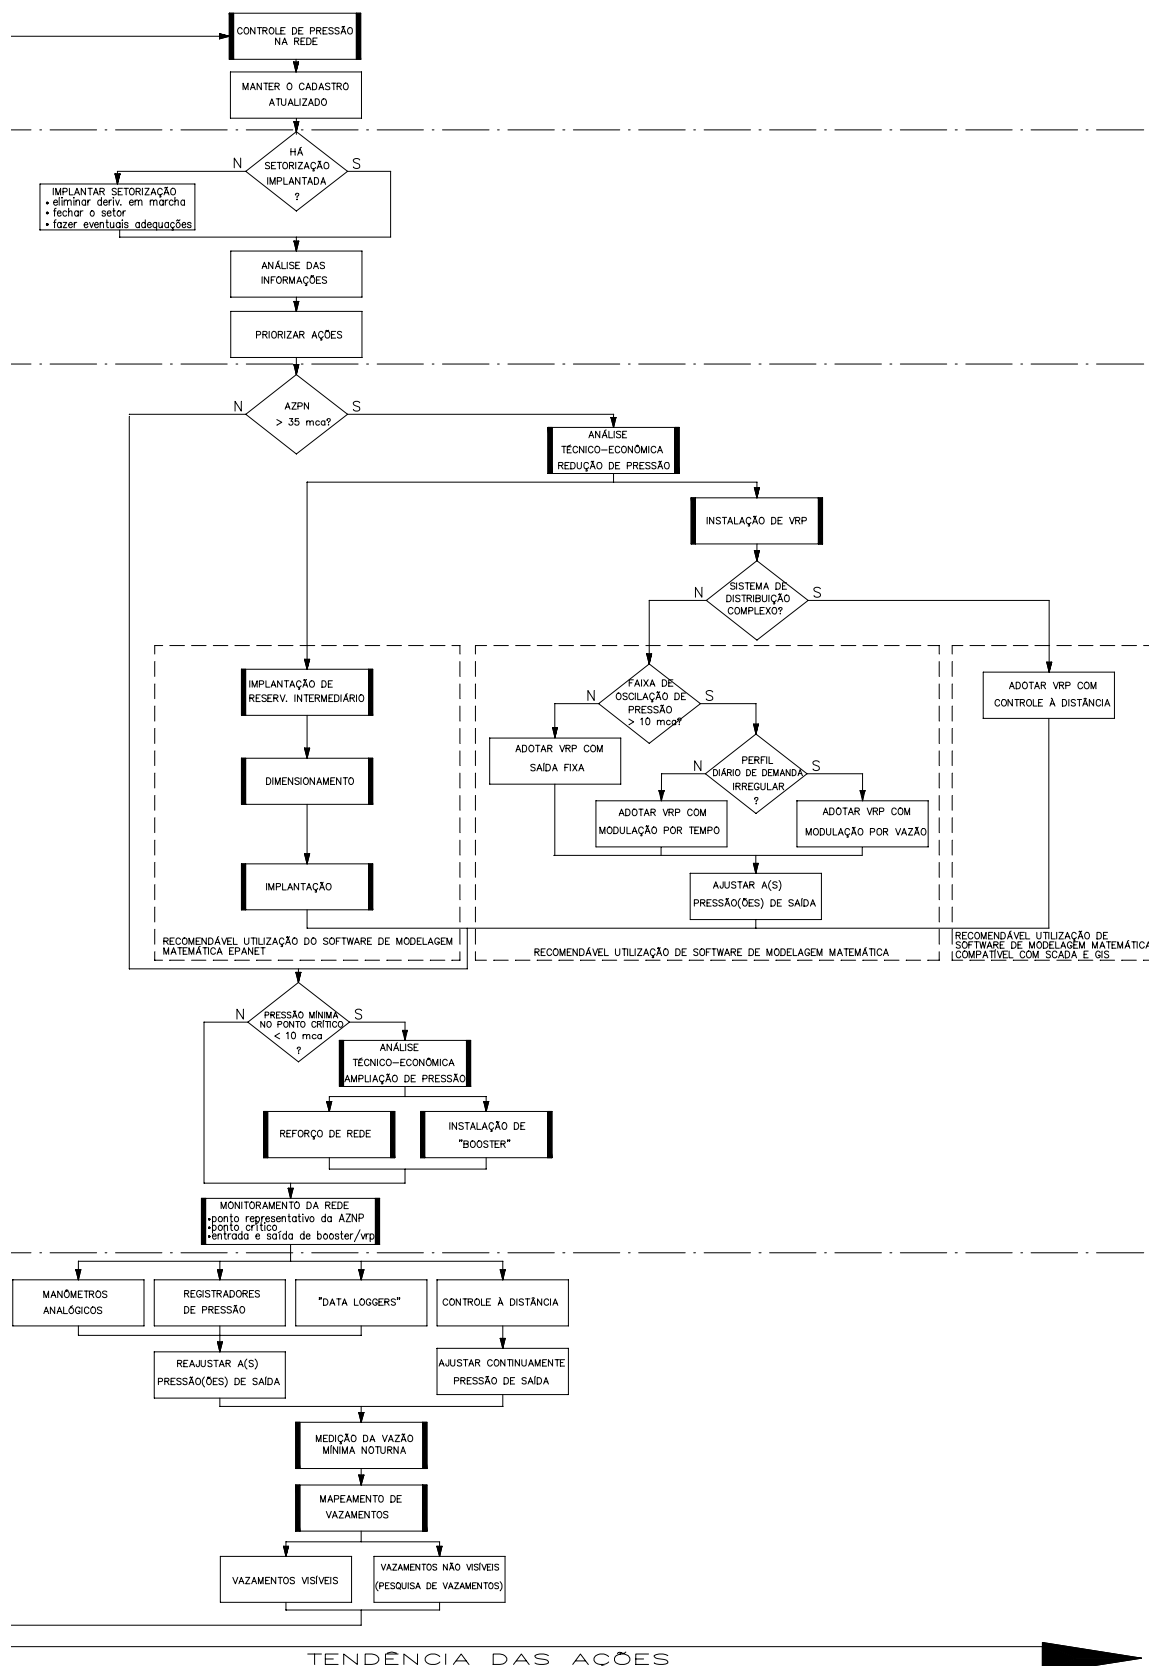 CONTROLE DE PRESSÃO
NA REDE
MANTER O CADASTRO
ATUALIZADO
HÁ
SETORIZAÇÃO
IMPLANTADA
?
N
S
IMPLANTAR SETORIZAÇÃO
• eliminar deriv. em marcha
• fechar o setor
• fazer eventuais adequações
ANÁLISE DAS
INFORMAÇÕES
PRIORIZAR AÇÕES
AZPN
> 35 mca?
N
S
ANÁLISE
TÉCNICO-ECONÔMICA
REDUÇÃO DE PRESSÃO
INSTALAÇÃO DE VRP
SISTEMA DE
DISTRIBUIÇÃO
COMPLEXO?
N
S
IMPLANTAÇÃO DE
RESERV. INTERMEDIÁRIO
DIMENSIONAMENTO
IMPLANTAÇÃO
RECOMENDÁVEL UTILIZAÇÃO DO SOFTWARE DE MODELAGEM
MATEMÁTICA EPANET
FAIXA DE
OSCILAÇÃO DE
PRESSÃO
> 10 mca?
N
S
ADOTAR VRP COM
SAÍDA FIXA
PERFIL
DIÁRIO DE DEMANDA
IRREGULAR
?
N
S
ADOTAR VRP COM
MODULAÇÃO POR TEMPO
ADOTAR VRP COM
MODULAÇÃO POR VAZÃO
AJUSTAR A(S)
PRESSÃO(ÕES) DE SAÍDA
RECOMENDÁVEL UTILIZAÇÃO DE SOFTWARE DE MODELAGEM MATEMÁTICA
ADOTAR VRP COM
CONTROLE À DISTÂNCIA
RECOMENDÁVEL UTILIZAÇÃO DE
SOFTWARE DE MODELAGEM MATEMÁTICA
COMPATÍVEL COM SCADA E GIS
PRESSÃO MÍNIMA
NO PONTO CRÍTICO
< 10 mca
?
N
S
ANÁLISE
TÉCNICO-ECONÔMICA
AMPLIAÇÃO DE PRESSÃO
REFORÇO DE REDE
INSTALAÇÃO DE
"BOOSTER"
MONITORAMENTO DA REDE
•ponto representivo da AZNP
•ponto crítico
•entrada e saída de booster/vrp
MANÔMETROS
ANALÓGICOS
REGISTRADORES
DE PRESSÃO
"DATA LOGGERS"
CONTROLE À DISTÂNCIA
REAJUSTAR A(S)
PRESSÃO(ÕES) DE SAÍDA
AJUSTAR CONTINUAMENTE
PRESSÃO DE SAÍDA
MEDIÇÃO DA VAZÃO
MÍNIMA NOTURNA
MAPEAMENTO DE
VAZAMENTOS
VAZAMENTOS VISÍVEIS
VAZAMENTOS NÃO VISÍVEIS
(PESQUISA DE VAZAMENTOS)
TENDÊNCIA DAS AÇÕES